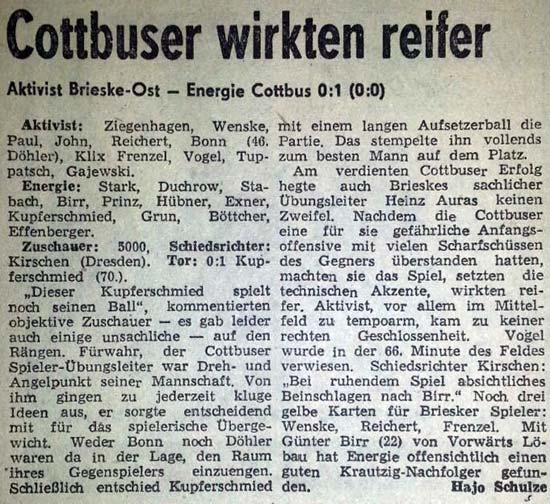 Cottbuser wirkten reifer
Aktivist Brieske-Ost — Energie Cottbus 0:1 (0:0)
Aktivist: Ziegenhagen, Wenske,
Paul, John, Reichert, Bonn (46.
Döhler), Klix Frenzel, Vogel, Tup-
patsch, Gajewski.
Energie: Stark, Duchrow, Sta-
bach, Birr, Prinz, Hübner, Exner,
Kupferschmied, Grun, Böttcher,
Effenberger.
Zuschauer: 5000, Schiedsrichter:
Kirschen (Dresden). Tor: 0:1 Kup-
ferschmied (70.).
„Dieser Kupferschmied spielt
noch seinen Ball“, kommentierten
objektive Zuschauer — es gab leider
auch einige unsachliche — auf den
Rängen. Fürwahr, der Cottbuser
Spieler-Übungsleiter war Dreh- und
Angelpunkt seiner Mannschaft. Von
ihm gingen zu jederzeit kluge
Ideen aus, er sorgte entscheidend
mit für das spielerische Überge-
wicht. Weder Bonn noch Döhler
waren da in der Lage, den Raum
ihres Gegenspielers einzuengen.
Schließlich entschied Kupferschmied
mit einem langen Aufsetzerball die
Partie. Das stempelte ihn vollends
zum besten Mann auf dem Platz.
Am verdienten Cottbuser Erfolg
hegte auch Brieskes sachlicher
Übungsleiter Heinz Auras keinen
Zweifel. Nachdem die Cottbuser
eine für sie gefährliche Anfangs-
offensive mit vielen Scharfschüssen
des Gegners überstanden hatten,
machten sie das Spiel, setzten die
technischen Akzente, wirkten rei-
fer. Aktivist, vor allem im Mittel-
feld zu tempoarm, kam zu keiner
rechten Geschlossenheit. Vogel
wurde in der 66. Minute des Feldes
verwiesen. Schiedsrichter Kirschen:
„Bei ruhendem Spiel absichtliches
Beinschlagen nach Birr.“ Noch drei
gelbe Karten für Briesker Spieler:
Wenske, Reichert, Frenzel. Mit
Günter Birr (22) von Vorwärts Lö-
bau hat Energie offensichtlich einen
guten Krautzig-Nachfolger gefun-
den. Hajo Schulze